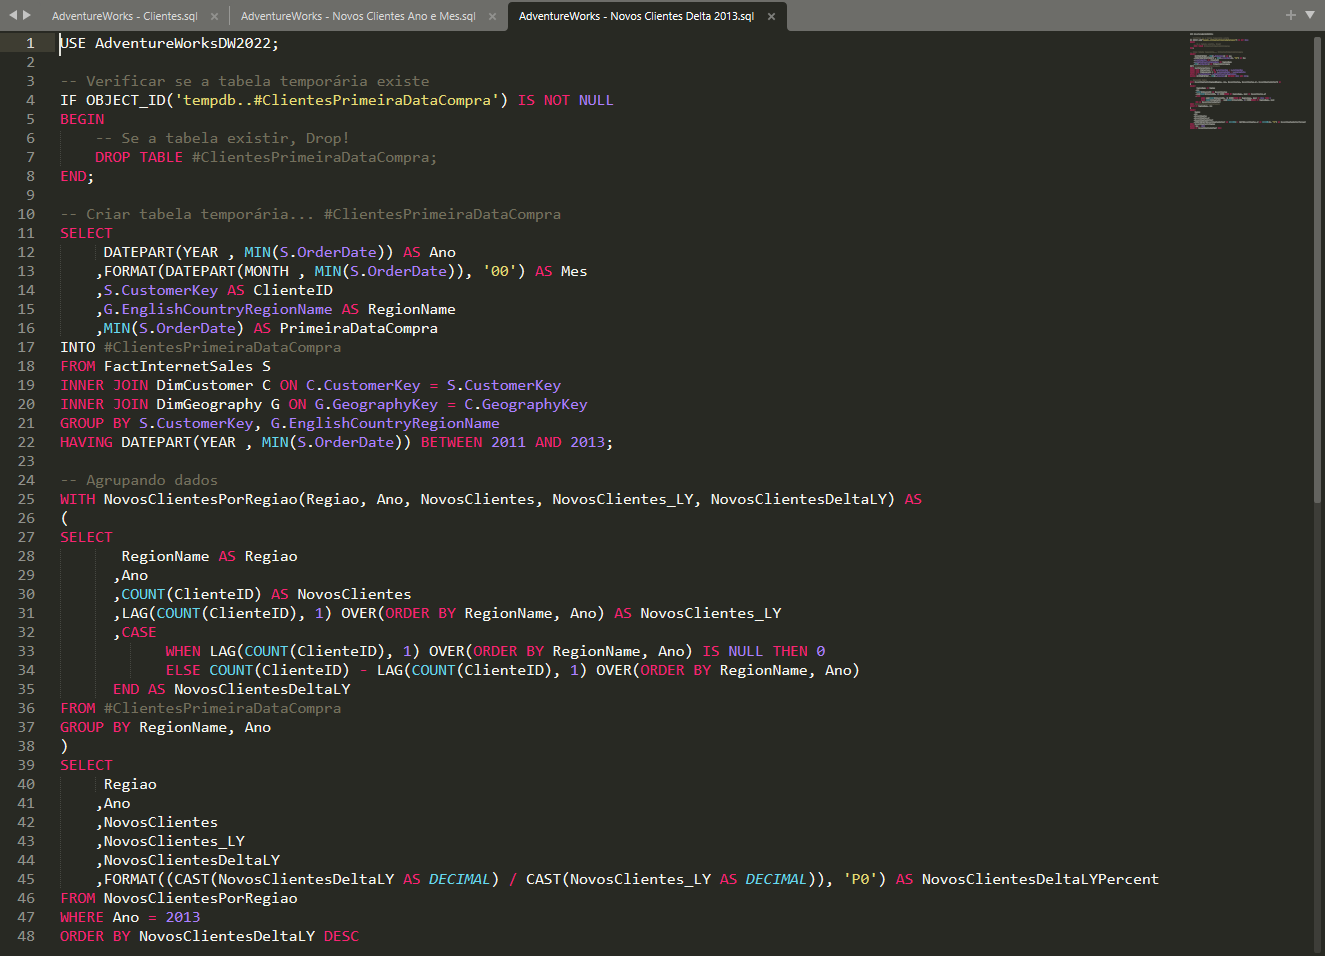 AdventureWorks - Clientes.sql × AdventureWorks - Novos Clientes Ano e Mes.sql × AdventureWorks - Novos Clientes Delta 2013.sql ×
1 USE AdventureWorksDW2022;
2
3 -- Verificar se a tabela temporária existe
4 IF OBJECT_ID('tempdb..#ClientesPrimeiraDataCompra') IS NOT NULL
5 BEGIN
6 -- Se a tabela existir, Drop!
7 DROP TABLE #ClientesPrimeiraDataCompra;
8 END;
9
10 -- Criar tabela temporária... #ClientesPrimeiraDataCompra
11 SELECT
12 DATEPART(YEAR , MIN(S.OrderDate)) AS Ano
13 ,FORMAT(DATEPART(MONTH , MIN(S.OrderDate)), '00') AS Mes
14 ,S.CustomerKey AS ClienteID
15 ,G.EnglishCountryRegionName AS RegionName
16 ,MIN(S.OrderDate) AS PrimeiraDataCompra
17 INTO #ClientesPrimeiraDataCompra
18 FROM FactInternetSales S
19 INNER JOIN DimCustomer C ON C.CustomerKey = S.CustomerKey
20 INNER JOIN DimGeography G ON G.GeographyKey = C.GeographyKey
21 GROUP BY S.CustomerKey, G.EnglishCountryRegionName
22 HAVING DATEPART(YEAR , MIN(S.OrderDate)) BETWEEN 2011 AND 2013;
23
24 -- Agrupando dados
25 WITH NovosClientesPorRegiao(Regiao, Ano, NovosClientes, NovosClientes_LY, NovosClientesDeltaLY) AS
26 (
27 SELECT
28 RegionName AS Regiao
29 ,Ano
30 ,COUNT(ClienteID) AS NovosClientes
31 ,LAG(COUNT(ClienteID), 1) OVER(ORDER BY RegionName, Ano) AS NovosClientes_LY
32 ,CASE
33 WHEN LAG(COUNT(ClienteID), 1) OVER(ORDER BY RegionName, Ano) IS NULL THEN 0
34 ELSE COUNT(ClienteID) - LAG(COUNT(ClienteID), 1) OVER(ORDER BY RegionName, Ano)
35 END AS NovosClientesDeltaLY
36 FROM #ClientesPrimeiraDataCompra
37 GROUP BY RegionName, Ano
38 )
39 SELECT
40 Regiao
41 ,Ano
42 ,NovosClientes
43 ,NovosClientes_LY
44 ,NovosClientesDeltaLY
45 ,FORMAT((CAST(NovosClientesDeltaLY AS DECIMAL) / CAST(NovosClientes_LY AS DECIMAL)), 'P0') AS NovosClientesDeltaLYPercent
46 FROM NovosClientesPorRegiao
47 WHERE Ano = 2013
48 ORDER BY NovosClientesDeltaLY DESC